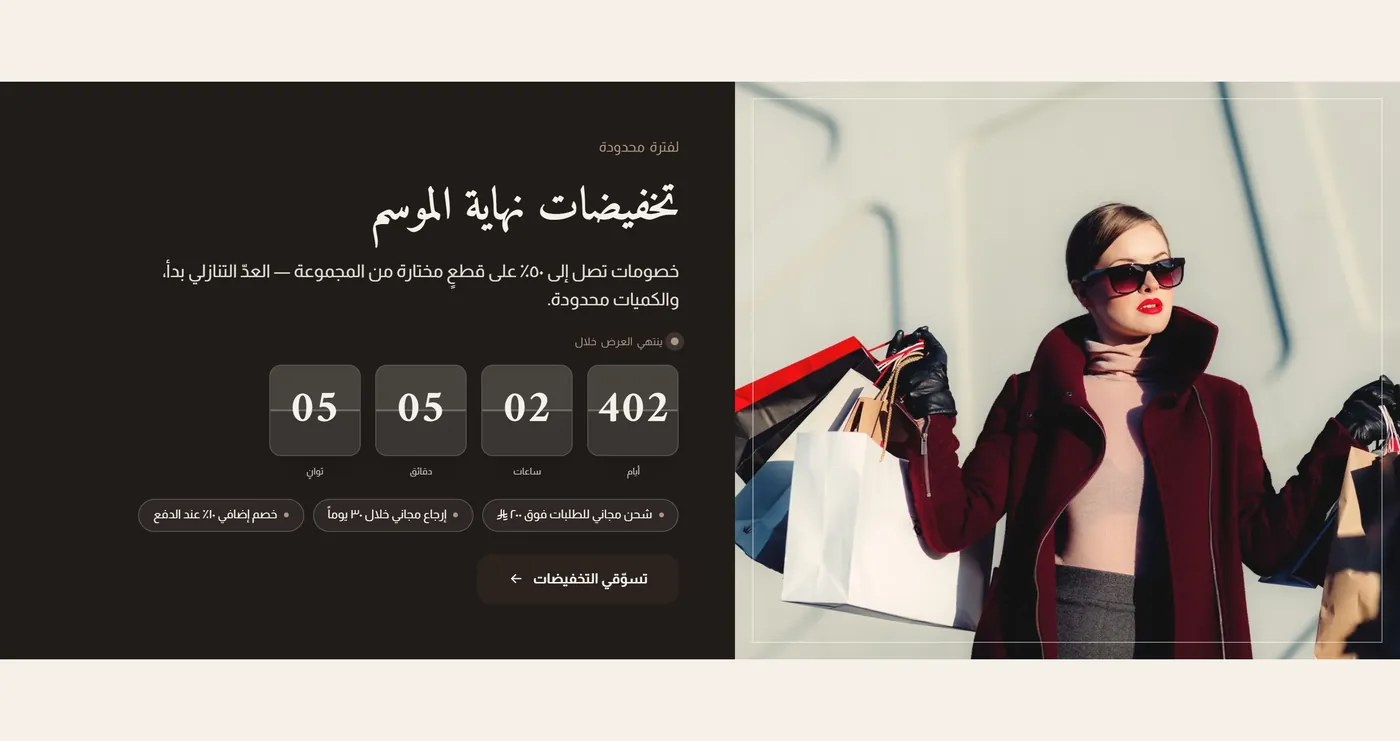 لفترة محدودة
تخفيضات نهاية الموسم
خصومات تصل إلى ٥٠٪ على قطعٍ مختارة من المجموعة — العدّ التنازلي بدأ،
والكميات محدودة.
ينتهي العرض خلال
402 02 05 05
أيام ساعات دقائق ثوانٍ
شحن مجاني للطلبات فوق ٢٠٠ ⃁ إرجاع مجاني خلال ٣٠ يوماً خصم إضافي ١٠٪ عند الدفع
تسوّقي التخفيضات ←